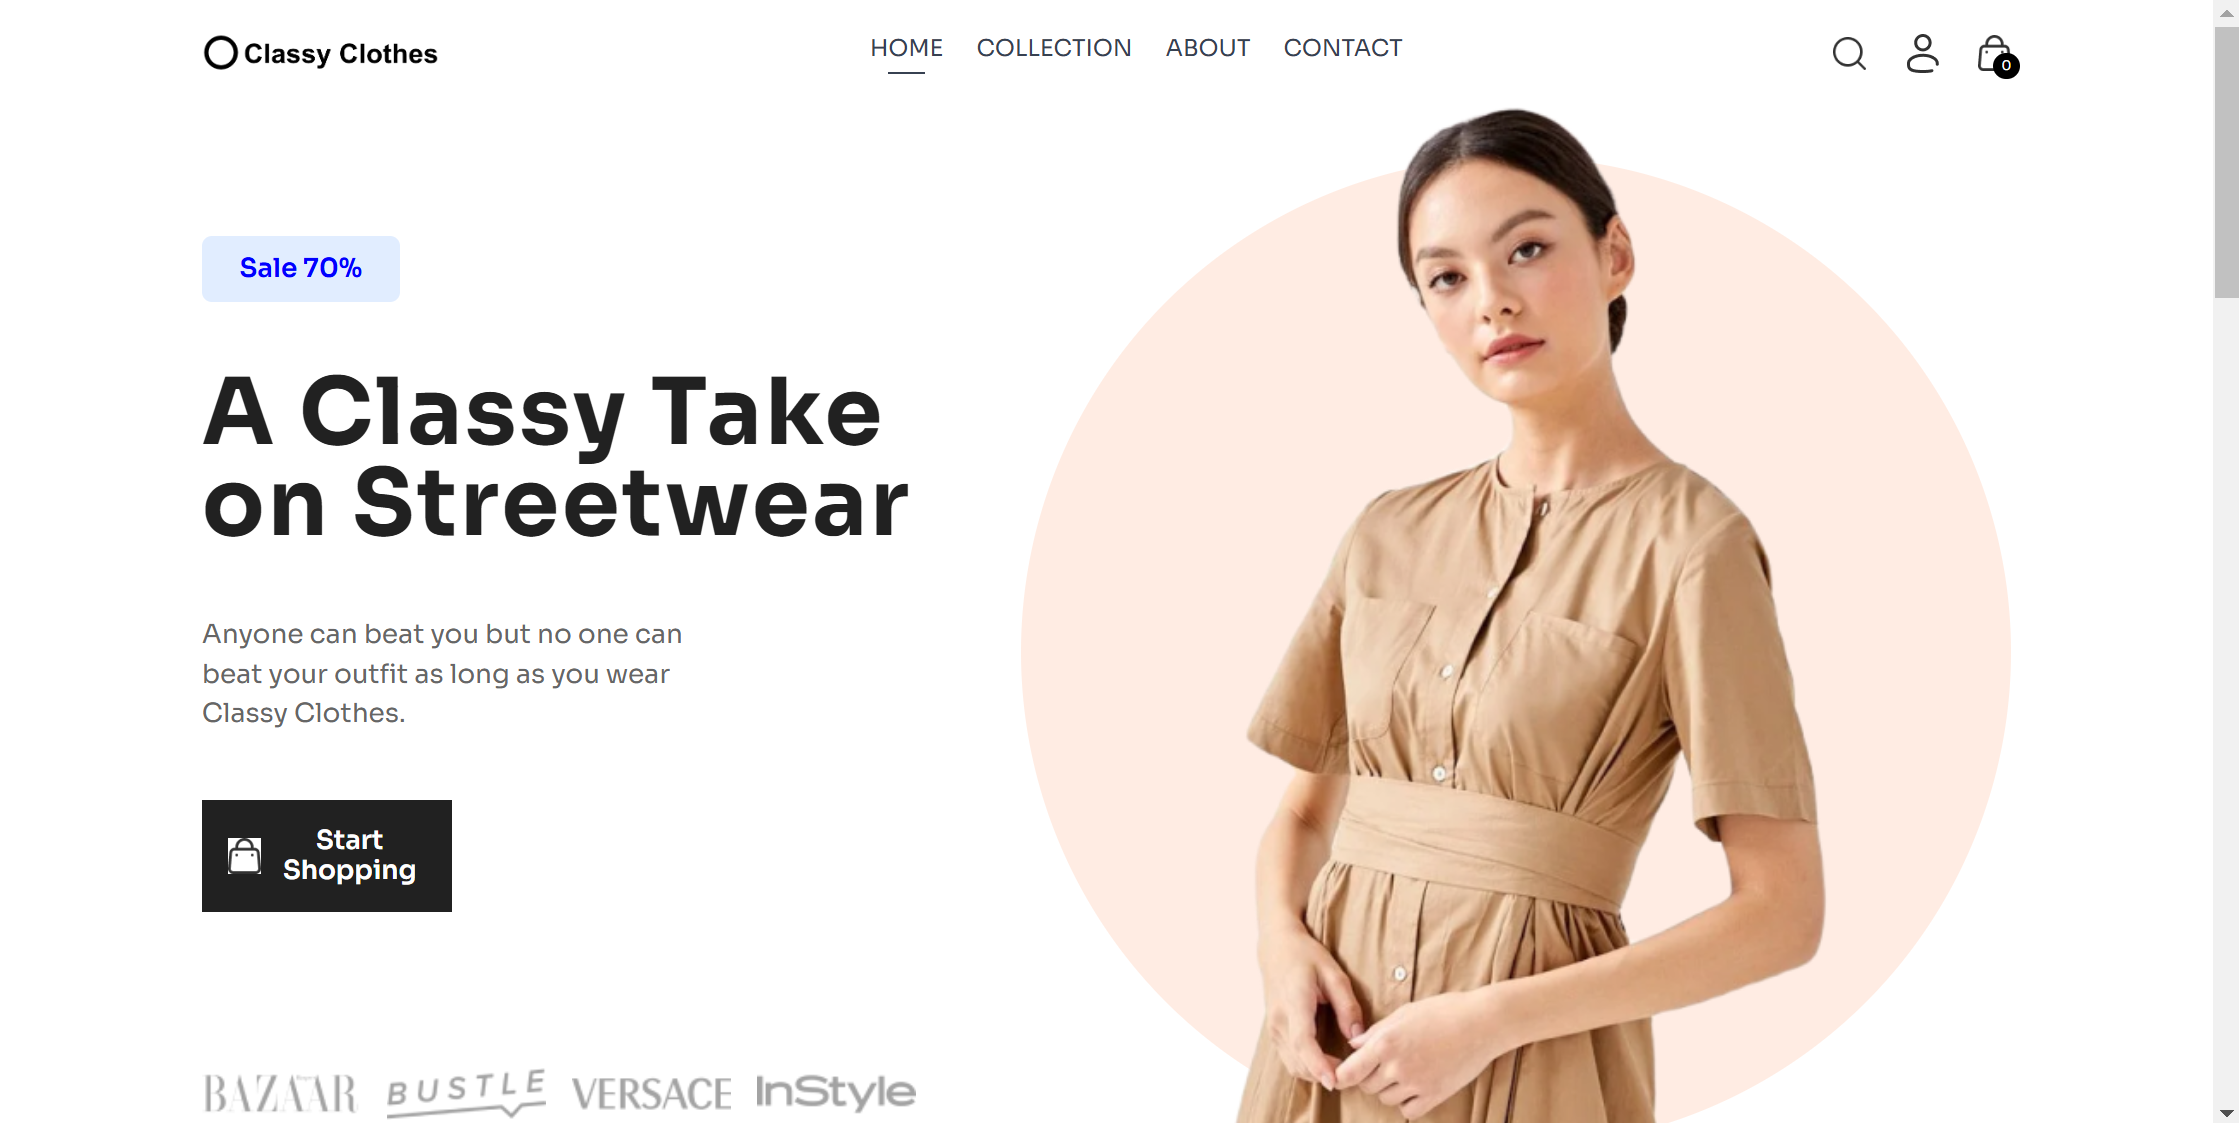 Classy Clothes
HOME COLLECTION ABOUT CONTACT
0
Sale 70%
A Classy Take
on Streetwear
Anyone can beat you but no one can
beat your outfit as long as you wear
Classy Clothes.
Start
Shopping
BAZAAR BUSTLE VERSACE InStyle